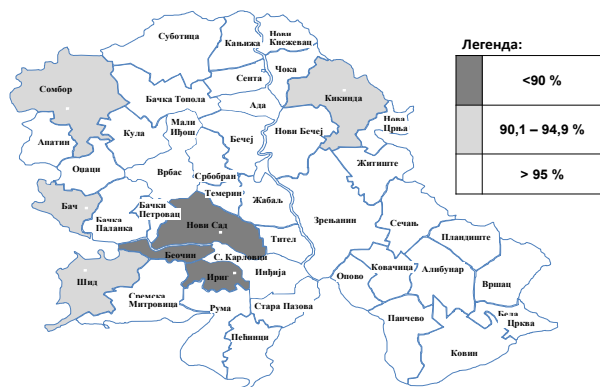 Суботица
Кањижа
Нови
Кнежевац
Чока
Сента
Сомбор
Бачка Топола
Ада
Кикинда
Мали
Иђош
Нова
Црња
Апатин
Кула
Бечеј
Нови Бечеј
Оџаци
Врбас
Србобран
Житиште
Темерин
Бач
Бачки
Петровац
Жабаљ
Бачка
Паланка
Нови Сад
Зрењанин
Сечањ
Тител
Пландиште
Беочин
С. Карловци
Шид
Ириг
Инђија
Опово
Ковачица
Алибунар
Вршац
Сремска
Митровица
Рума
Стара Пазова
Панчево
Бела
Црква
Пећинци
Ковин
Легенда:
<90 %
90,1 – 94,9 %
> 95 %